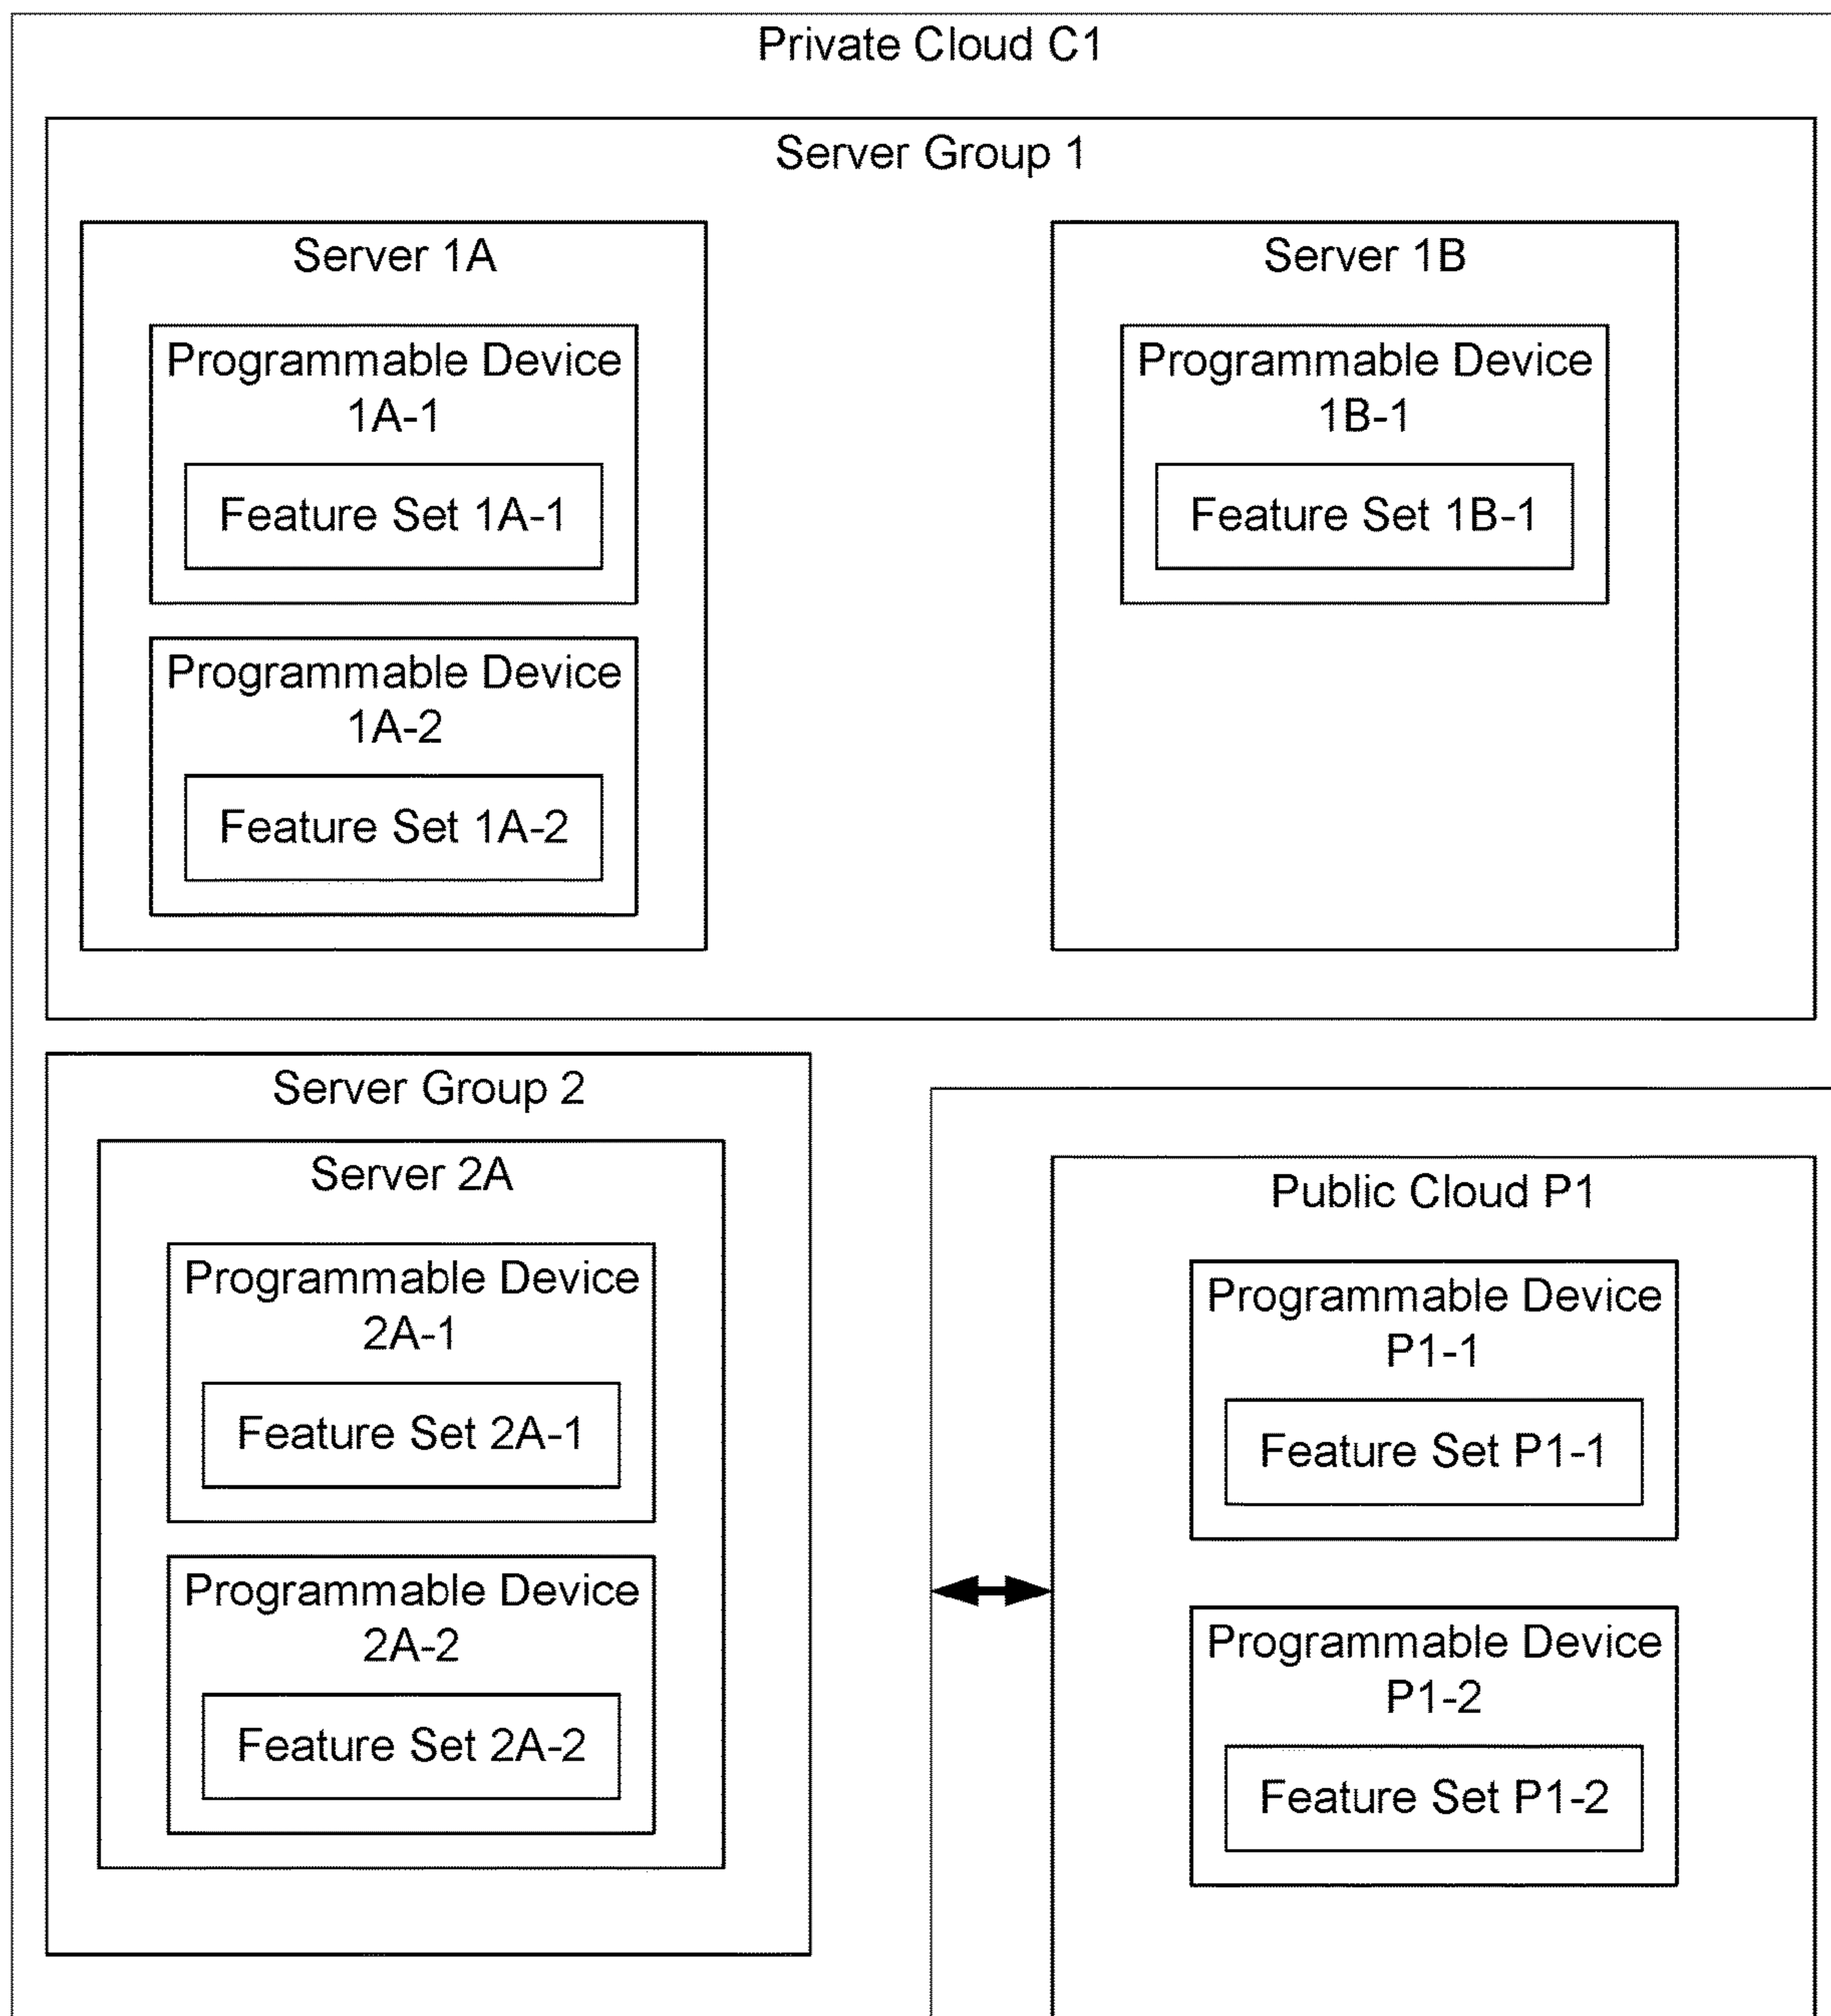 Private Cloud C1
Server Group 1
Server 1A
Programmable Device
1A-1
Feature Set 1A-1
Programmable Device
1A-2
Feature Set 1A-2
Server 1B
Programmable Device
1B-1
Feature Set 1B-1
Server Group 2
Server 2A
Programmable Device
2A-1
Feature Set 2A-1
Programmable Device
2A-2
Feature Set 2A-2
Public Cloud P1
Programmable Device
P1-1
Feature Set P1-1
Programmable Device
P1-2
Feature Set P1-2